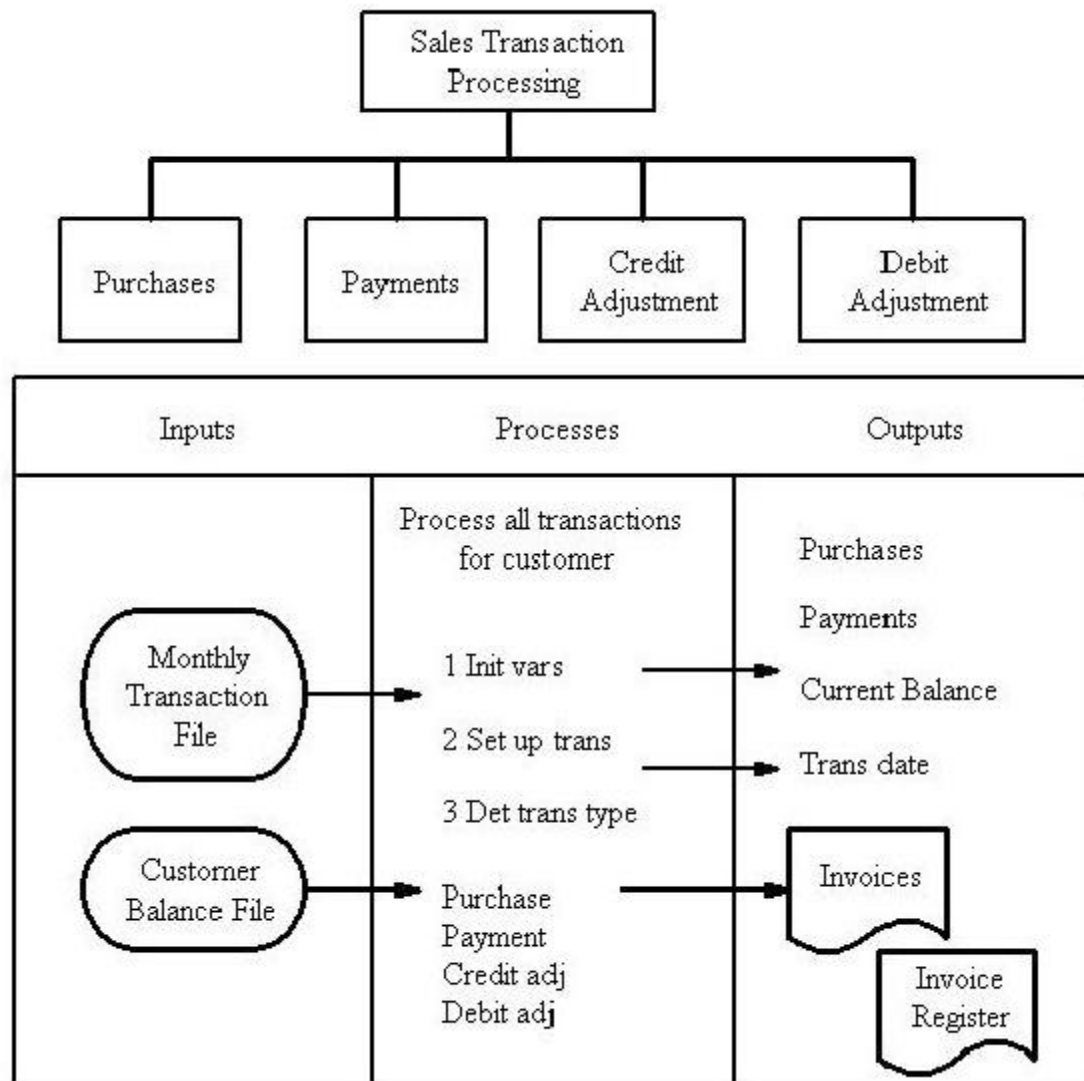 Sales Transaction
Processing
Purchases
Payments
Credit
Adjustment
Debit
Adjustment
Inputs
Processes
Outputs
Process all transactions
for customer
Monthly
Transaction
File
Customer
Balance File
1 Init vars
2 Set up trans
3 Det trans type
Purchase
Payment
Credit adj
Debit adj
Purchases
Payments
Current Balance
Trans date
Invoices
Invoice
Register